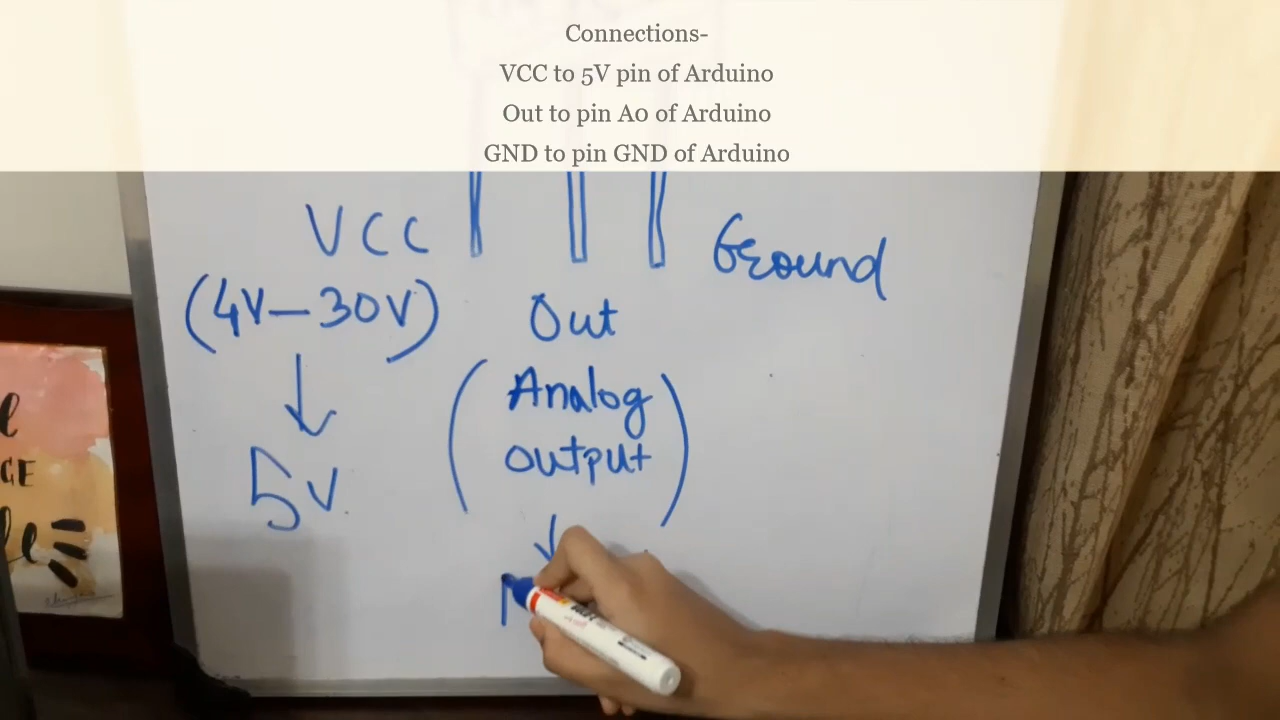 Connections-
VCC to 5V pin of Arduino
Out to pin A0 of Arduino
GND to pin GND of Arduino
VCC
Ground
(4V-30V)
Out
(Analog
output)
5V